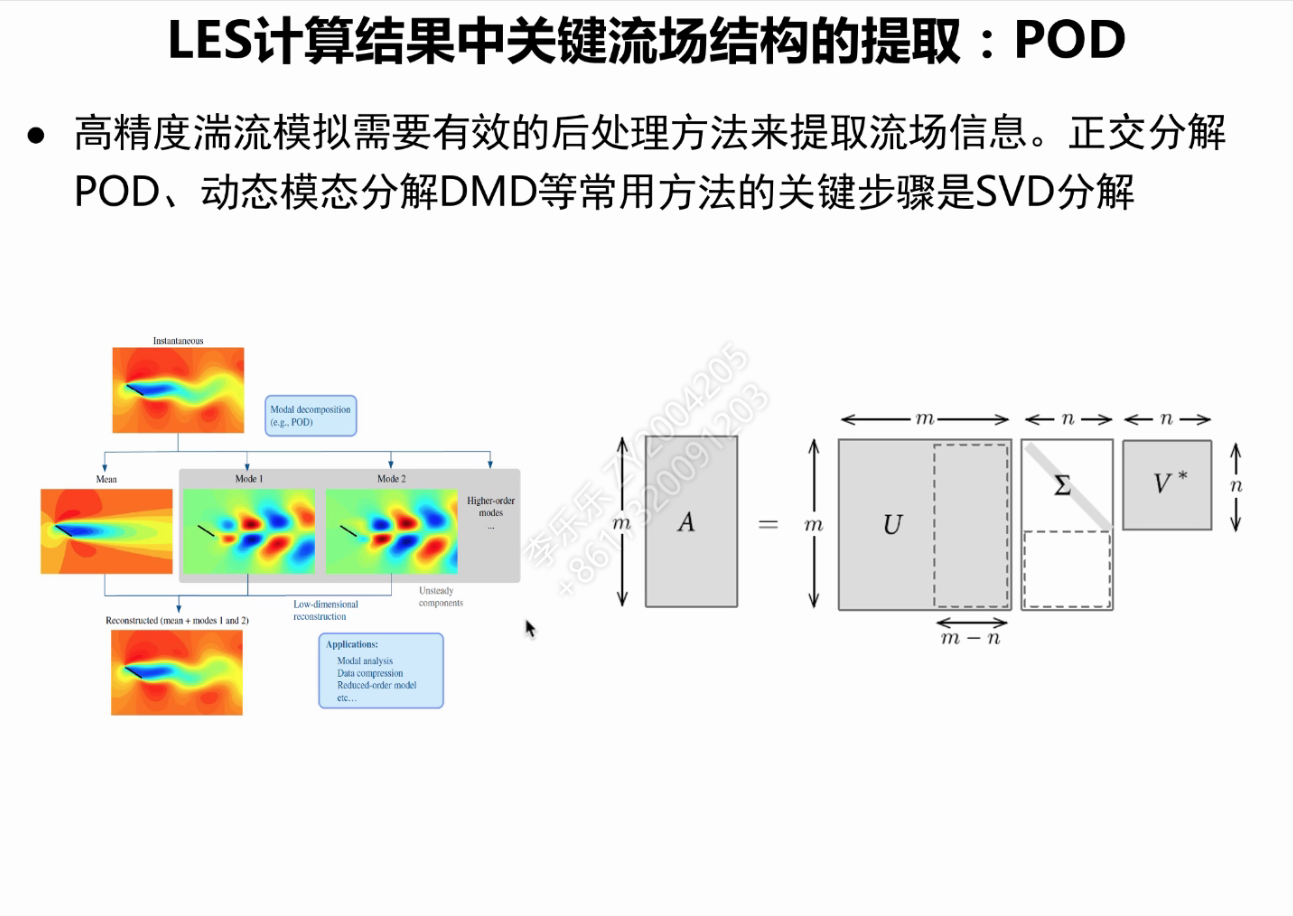 LES计算结果中关键流场结构的提取：POD
● 高精度湍流模拟需要有效的后处理方法来提取流场信息。正交分解
POD、动态模态分解DMD等常用方法的关键步骤是SVD分解
Instantaneous
Modal decomposition
(e.g., POD)
Mean
Mode 1
Mode 2
Higher-order
modes
...
Unsteady
components
Low-dimensional
reconstruction
Reconstructed (mean + modes 1 and 2)
Applications:
Modal analysis
Data compression
Reduced-order model
etc…
m
A
=
m
m
U
m − n
n
Σ
n
V*
n
李乐乐 ZY2004205
+8617320091203